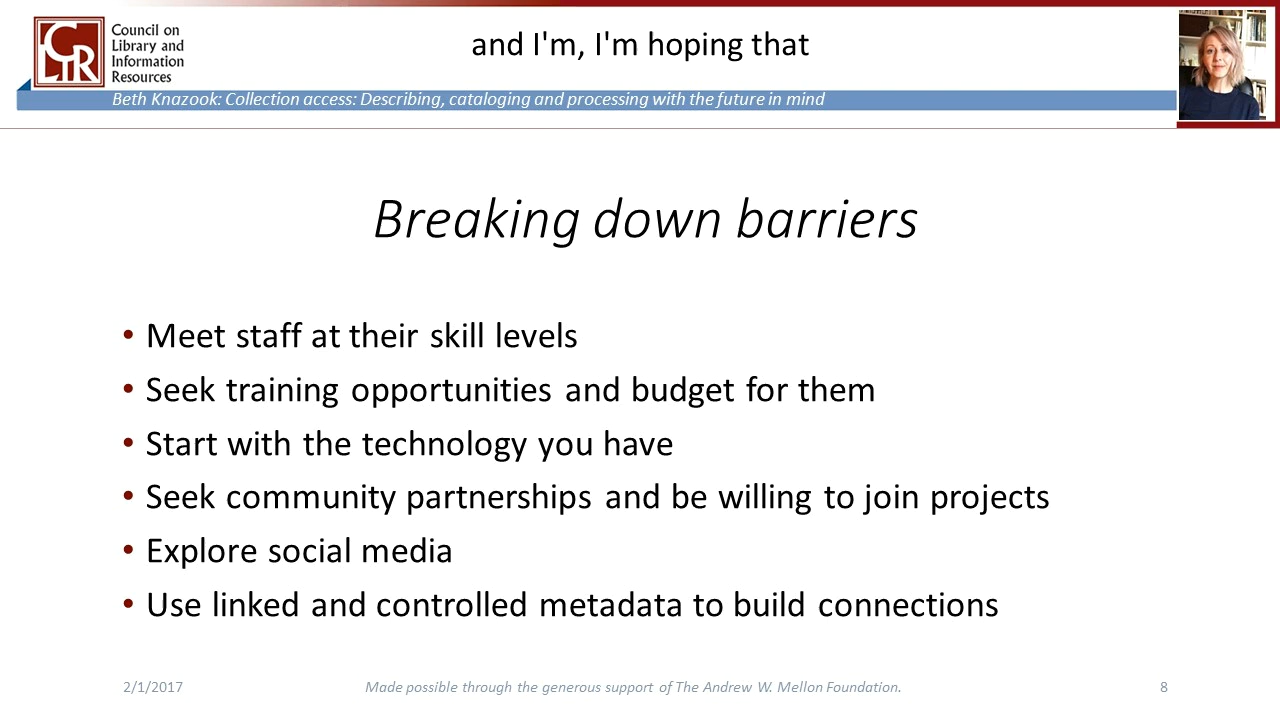 CLIR
Council on
Library and
Information
Resources
and I'm, I'm hoping that
Beth Knazook: Collection access: Describing, cataloging and processing with the future in mind
Breaking down barriers
• Meet staff at their skill levels
• Seek training opportunities and budget for them
• Start with the technology you have
• Seek community partnerships and be willing to join projects
• Explore social media
• Use linked and controlled metadata to build connections
2/1/2017
Made possible through the generous support of The Andrew W. Mellon Foundation.
8